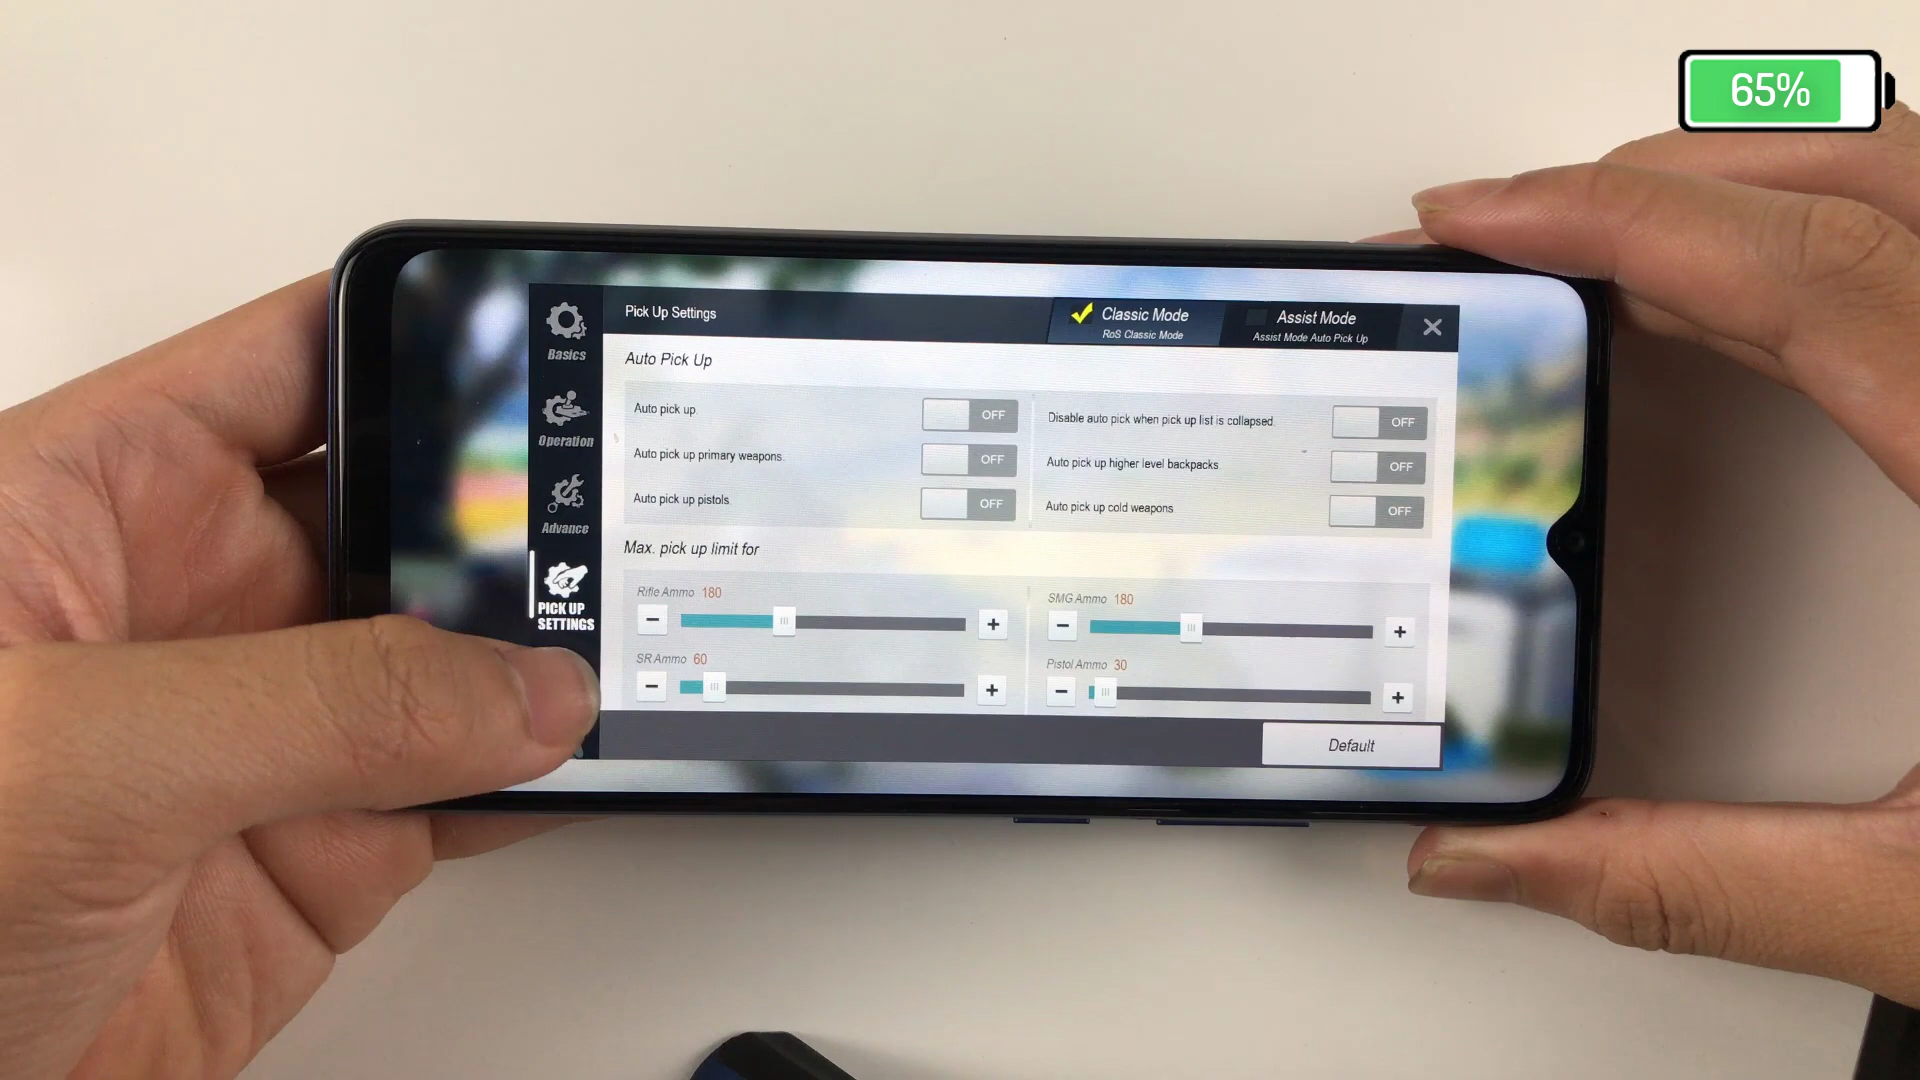 65%
Basics
Operation
Advance
PICK UP
SETTINGS
Pick Up Settings
Classic Mode
RoS Classic Mode
Assist Mode
Assist Mode Auto Pick Up
Auto Pick Up
Auto pick up.
OFF
Disable auto pick when pick up list is collapsed.
OFF
Auto pick up primary weapons.
OFF
Auto pick up higher level backpacks.
OFF
Auto pick up pistols.
OFF
Auto pick up cold weapons
OFF
Max. pick up limit for
Rifle Ammo 180
SMG Ammo 180
SR Ammo 60
Pistol Ammo 30
Default